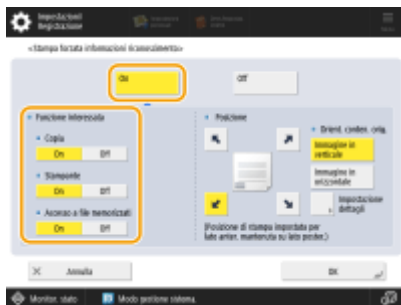 Impostazioni/
Registrazione
<Stampa forzata informazioni riconoscimento>
On
Off
Funzione interessata
Copia
On Off
Stampante
On Off
Accesso a file memorizzati
On Off
Posizione
Orient. conten. orig.
Immagine in
verticale
Immagine in
orizzontale
Impostazione
dettagli
(Posizione di stampa impostata per
lato anter. mantenuta su lato poster.)
Annulla
OK
Monitor. stato
Modo gestione sistema.